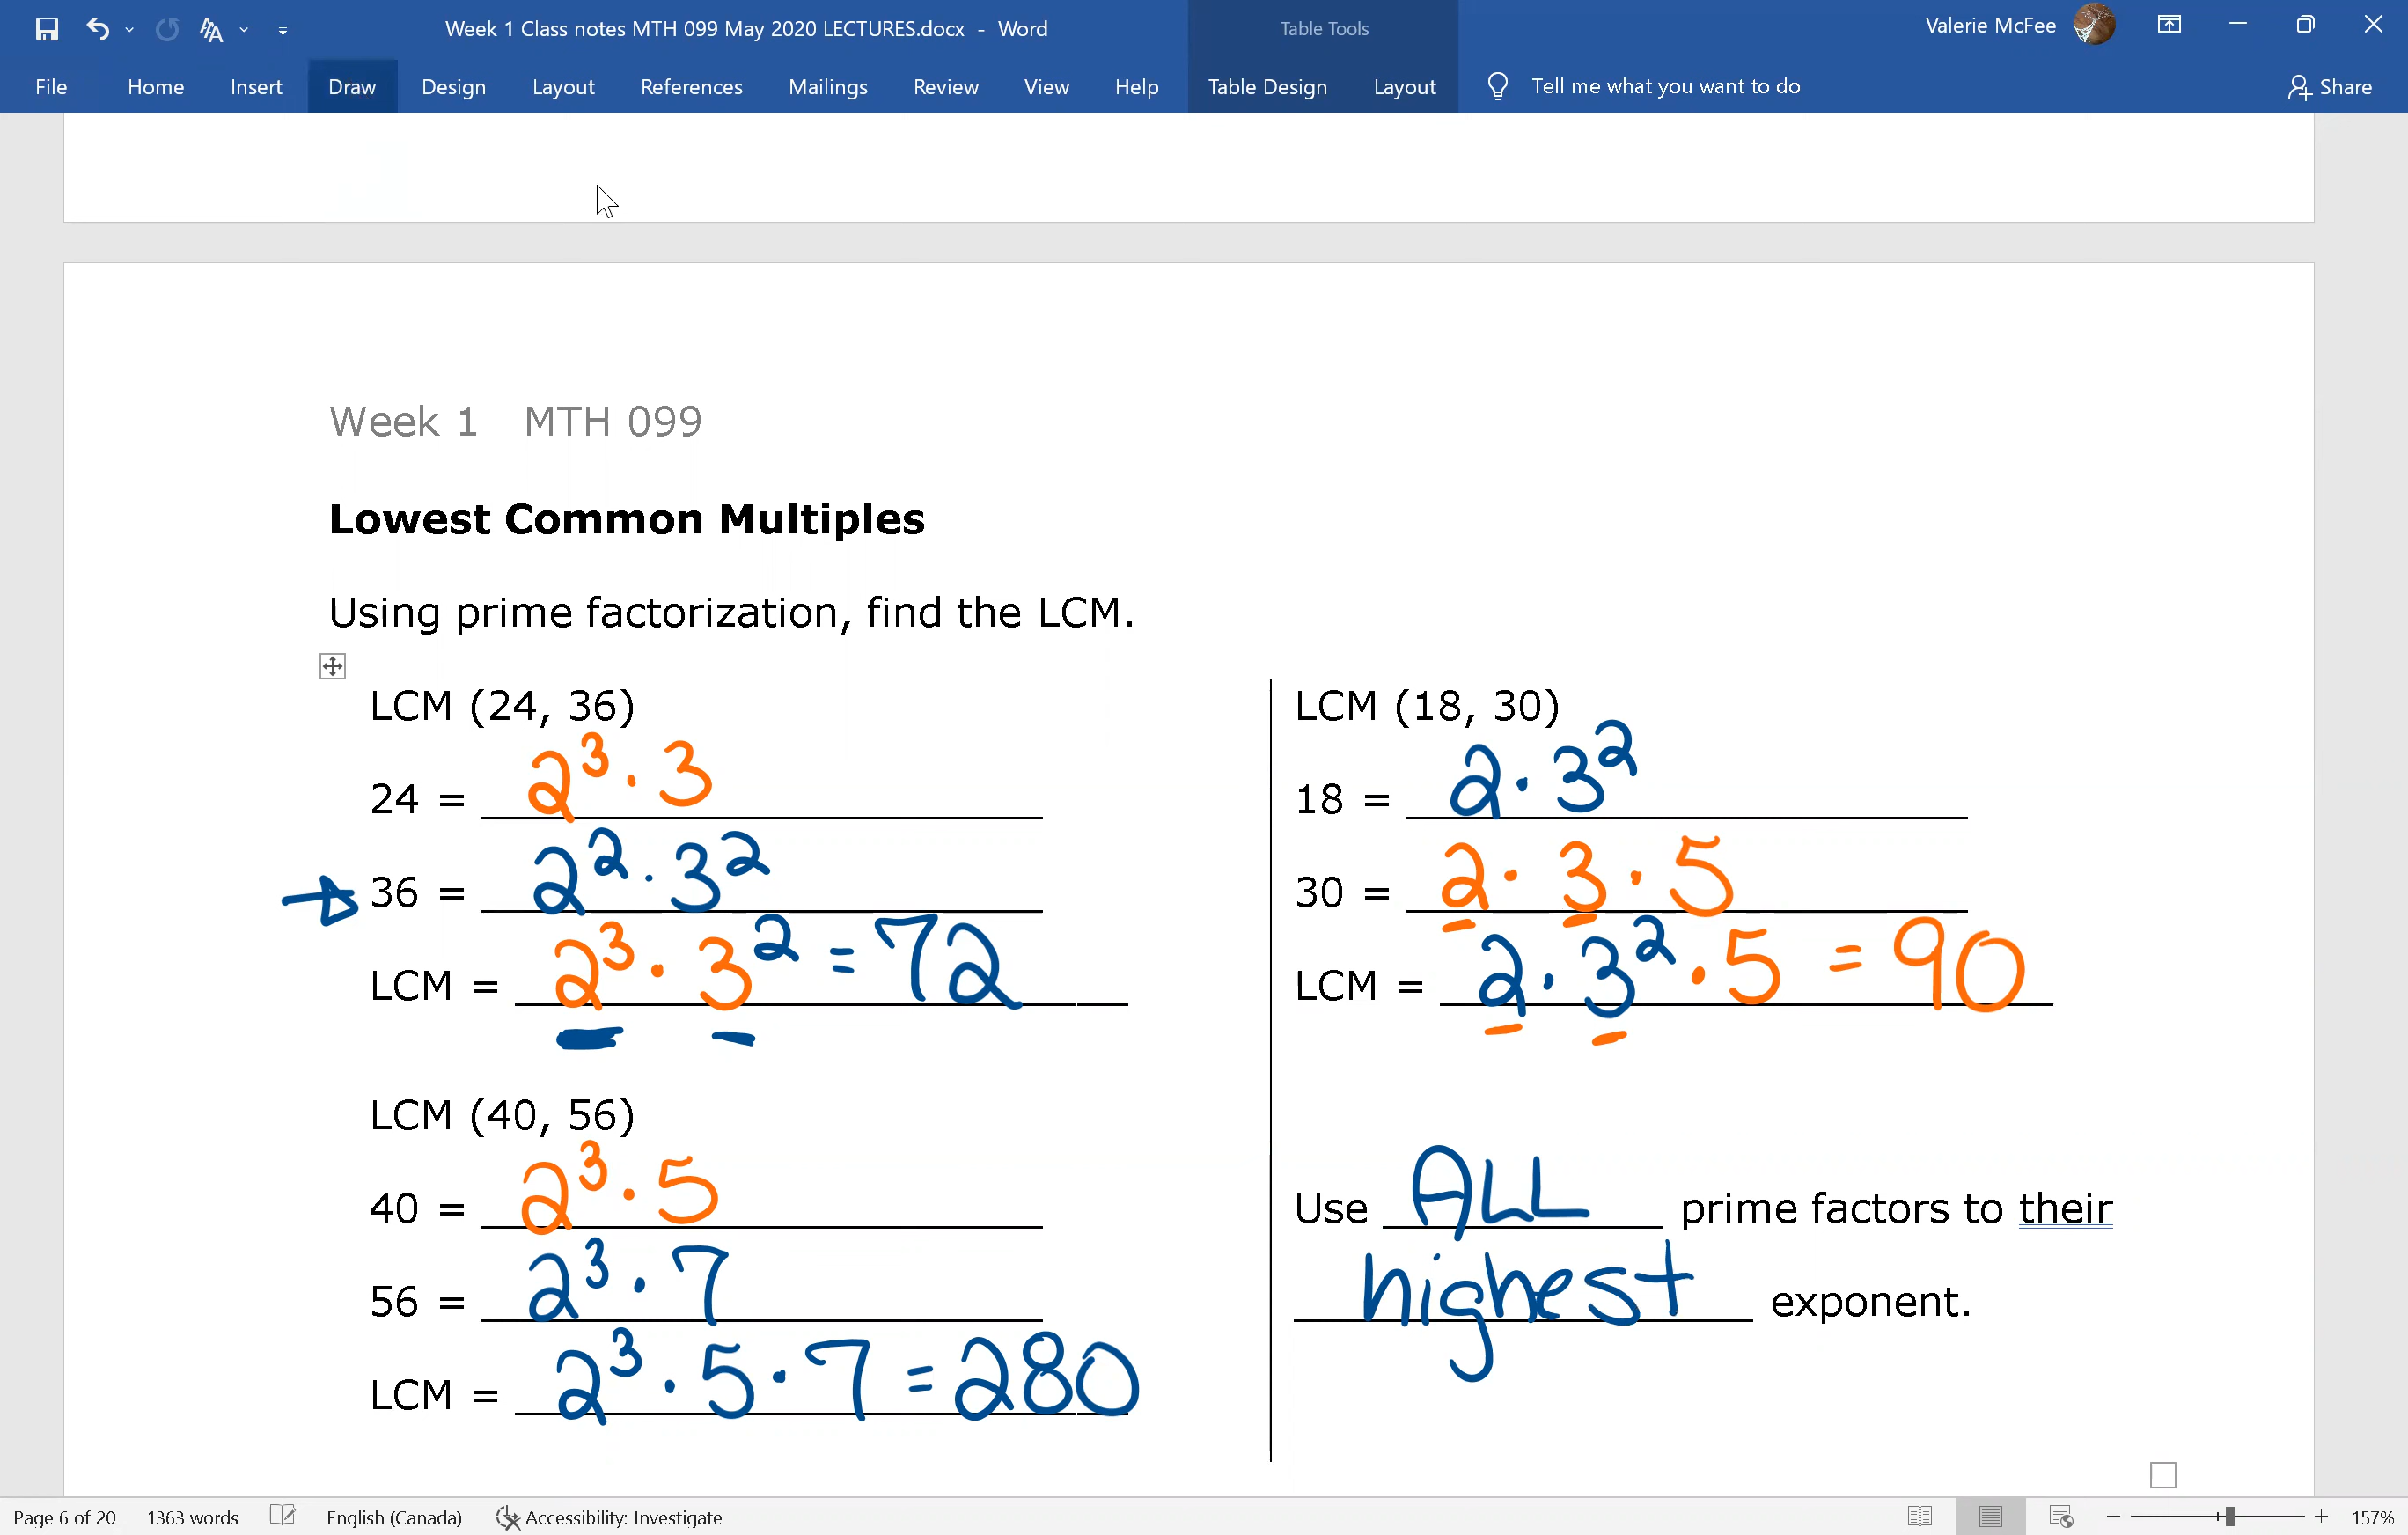 Week 1 Class notes MTH 099 May 2020 LECTURES.docx - Word
Table Tools
Valerie McFee
File Home Insert Draw Design Layout References Mailings Review View Help Table Design Layout Tell me what you want to do Share
Week 1 MTH 099
Lowest Common Multiples
Using prime factorization, find the LCM.
LCM (24, 36)
24 = 2³ · 3
→ 36 = 2² · 3²
LCM = 2³ · 3² = 72
LCM (40, 56)
40 = 2³ · 5
56 = 2³ · 7
LCM = 2³ · 5 · 7 = 280
LCM (18, 30)
18 = 2 · 3²
30 = 2 · 3 · 5
LCM = 2 · 3² · 5 = 90
Use ALL prime factors to their
highest exponent.
Page 6 of 20 1363 words English (Canada) Accessibility: Investigate 157%